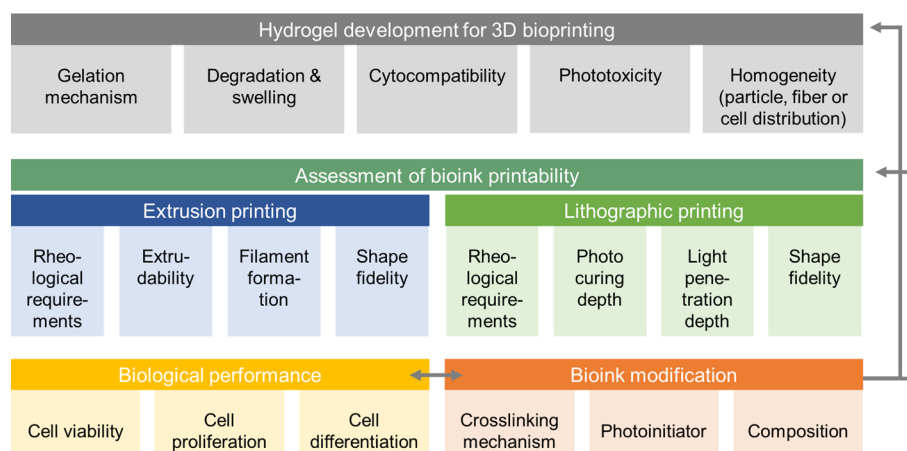 Hydrogel development for 3D bioprinting
Gelation
mechanism
Degradation &
swelling
Cytocompatibility
Phototoxicity
Homogeneity
(particle, fiber or
cell distribution)
Assessment of bioink printability
Extrusion printing
Rheo-
logical
require-
ments
Extru-
dability
Filament
forma-
tion
Shape
fidelity
Lithographic printing
Rheo-
logical
require-
ments
Photo
curing
depth
Light
pene-
tration
depth
Shape
fidelity
Biological performance
Cell viability
Cell
proliferation
Cell
differentiation
Bioink modification
Crosslinking
mechanism
Photoinitiator
Composition